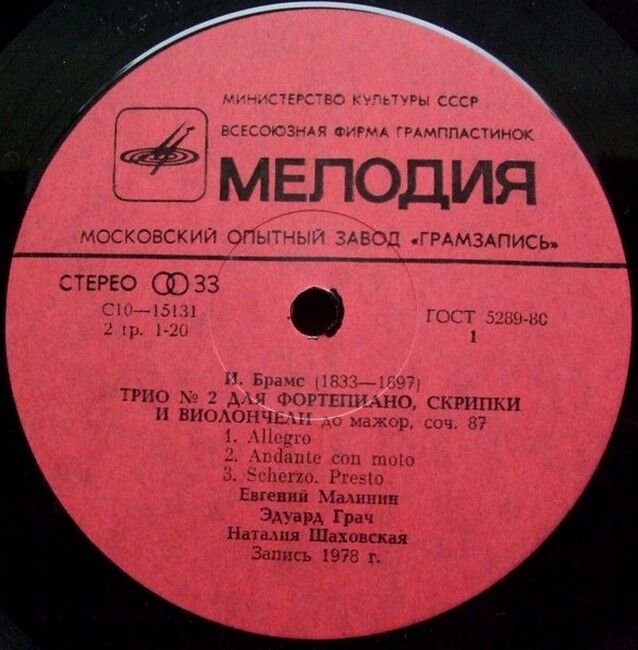 МИНИСТЕРСТВО КУЛЬТУРЫ СССР
ВСЕСОЮЗНАЯ ФИРМА ГРАМПЛАСТИНОК
МЕЛОДИЯ
МОСКОВСКИЙ ОПЫТНЫЙ ЗАВОД «ГРАМЗАПИСЬ»
СТЕРЕО 33
С10—15131
2 гр. 1-20
ГОСТ 5289-80
1
И. Брамс (1833—1897)
ТРИО № 2 ДЛЯ ФОРТЕПИАНО, СКРИПКИ
И ВИОЛОНЧЕЛИ до мажор, соч. 87
1. Allegro
2. Andante con moto
3. Scherzo. Presto
Евгений Малинин
Эдуард Грач
Наталия Шаховская
Запись 1978 г.